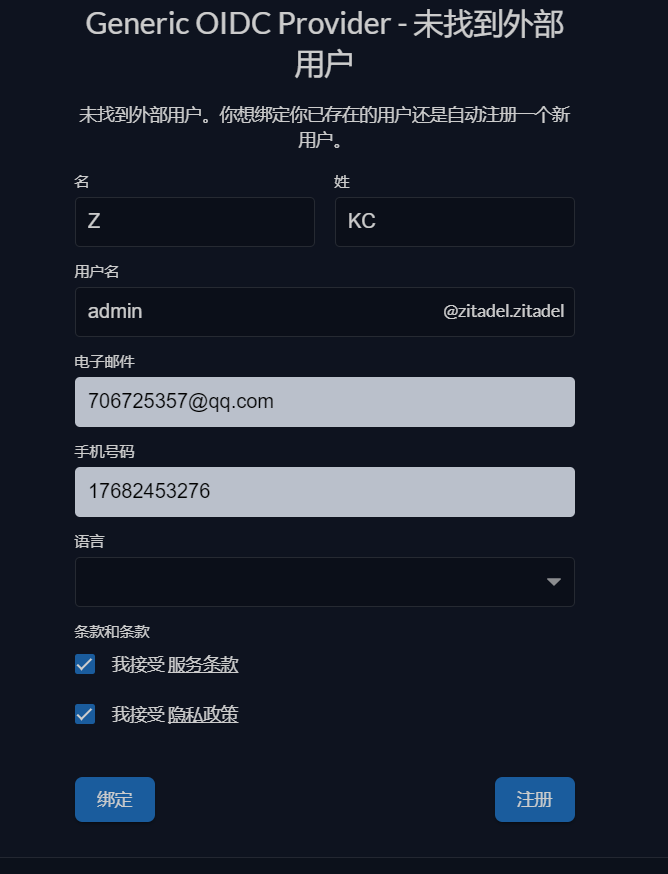 Generic OIDC Provider - 未找到外部
用户
未找到外部用户。你想绑定你已存在的用户还是自动注册一个新
用户。
名 姓
Z KC
用户名
admin @zitadel.zitadel
电子邮件
706725357@qq.com
手机号码
17682453276
语言
条款和条款
我接受 服务条款
我接受 隐私政策
绑定 注册